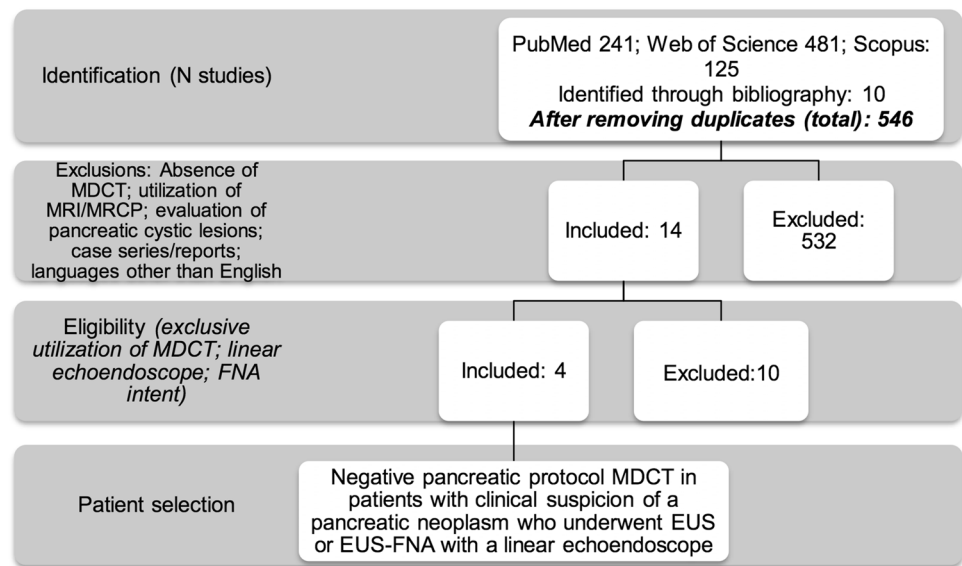 Identification (N studies)
PubMed 241; Web of Science 481; Scopus:
125
Identified through bibliography: 10
After removing duplicates (total): 546
Exclusions: Absence of
MDCT; utilization of
MRI/MRCP; evaluation of
pancreatic cystic lesions;
case series/reports;
languages other than English
Included: 14
Excluded:
532
Eligibility (exclusive
utilization of MDCT; linear
echoendoscope; FNA
intent)
Included: 4
Excluded:10
Patient selection
Negative pancreatic protocol MDCT in
patients with clinical suspicion of a
pancreatic neoplasm who underwent EUS
or EUS-FNA with a linear echoendoscope